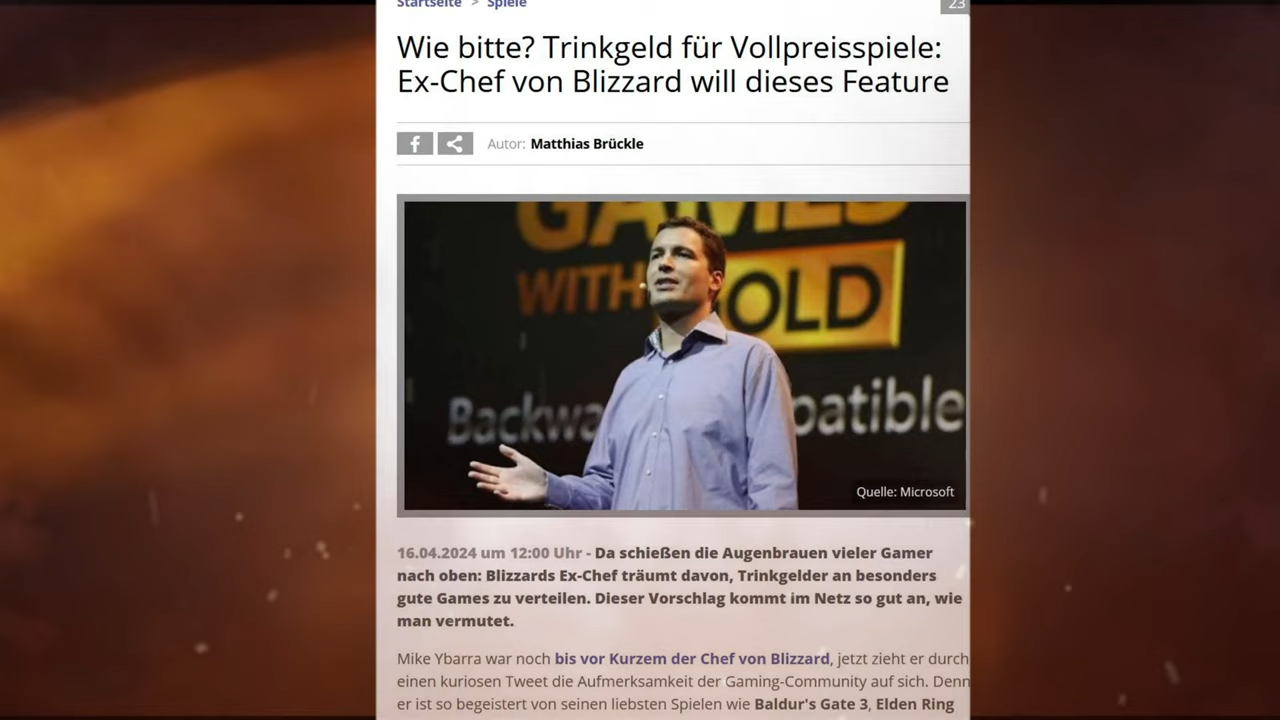 Startseite > Spiele
23
Wie bitte? Trinkgeld für Vollpreisspiele:
Ex-Chef von Blizzard will dieses Feature
Autor: Matthias Brückle
GAMES
WITH GOLD
Backwa patible
Quelle: Microsoft
16.04.2024 um 12:00 Uhr - Da schießen die Augenbrauen vieler Gamer
nach oben: Blizzards Ex-Chef träumt davon, Trinkgelder an besonders
gute Games zu verteilen. Dieser Vorschlag kommt im Netz so gut an, wie
man vermutet.
Mike Ybarra war noch bis vor Kurzem der Chef von Blizzard, jetzt zieht er durch
einen kuriosen Tweet die Aufmerksamkeit der Gaming-Community auf sich. Denn
er ist so begeistert von seinen liebsten Spielen wie Baldur's Gate 3, Elden Ring